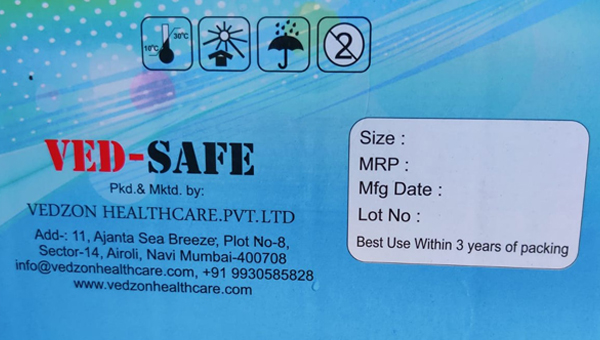 10°C 30°C
2
VED-SAFE
Pkd.& Mktd. by:
VEDZON HEALTHCARE.PVT.LTD
Add-: 11, Ajanta Sea Breeze, Plot No-8,
Sector-14, Airoli, Navi Mumbai-400708
info@vedzonhealthcare.com, +91 9930585828
www.vedzonhealthcare.com
Size :
MRP :
Mfg Date :
Lot No :
Best Use Within 3 years of packing